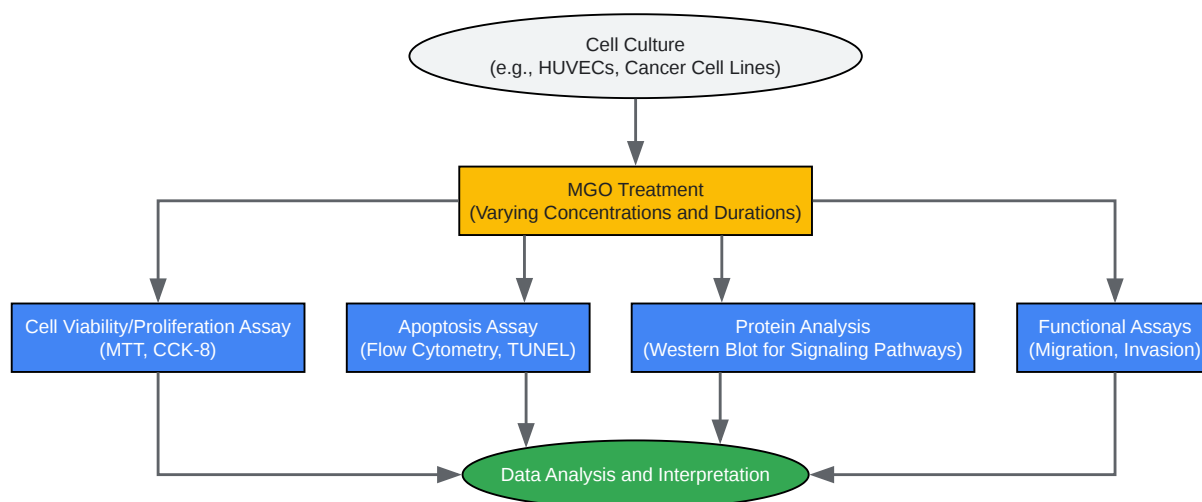 Cell Culture
(e.g., HUVECs, Cancer Cell Lines)
MGO Treatment
(Varying Concentrations and Durations)
Cell Viability/Proliferation Assay
(MTT, CCK-8)
Apoptosis Assay
(Flow Cytometry, TUNEL)
Protein Analysis
(Western Blot for Signaling Pathways)
Functional Assays
(Migration, Invasion)
Data Analysis and Interpretation